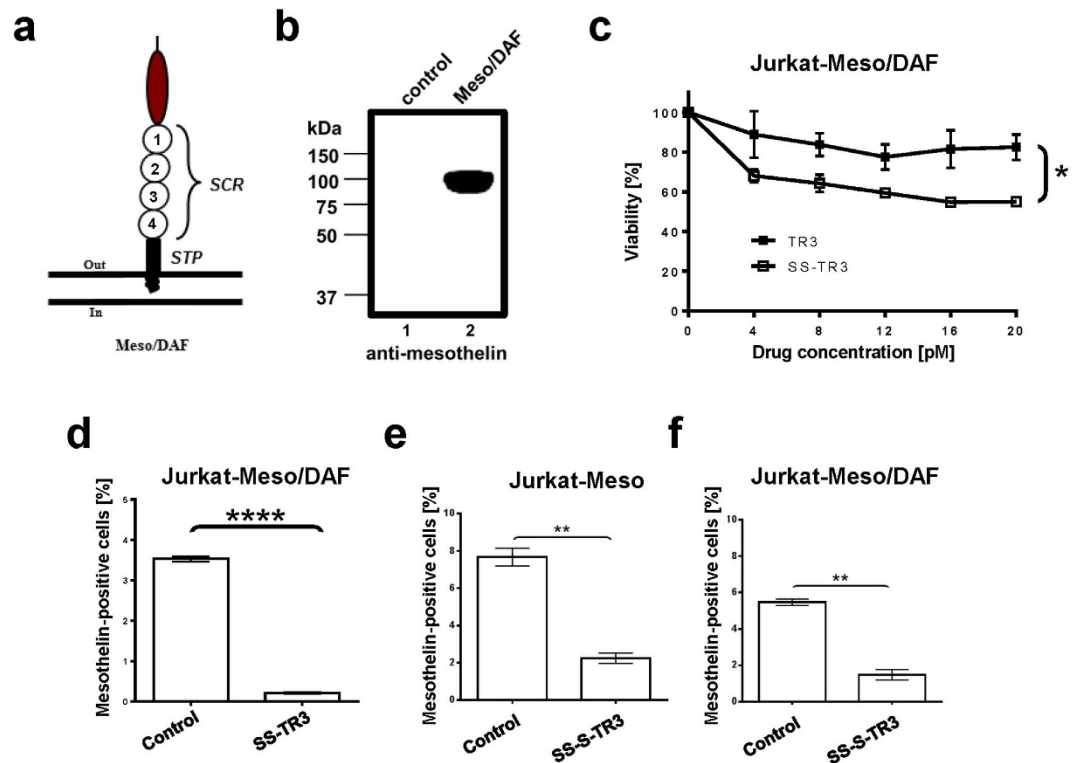 a
1
2
3
4
SCR
STP
Out
In
Meso/DAF
b
control
Meso/DAF
kDa
150
100
75
50
37
1 2
anti-mesothelin
c
Jurkat-Meso/DAF
Viability [%]
100
80
60
40
20
0
TR3
SS-TR3
*
0 4 8 12 16 20
Drug concentration [pM]
d
Jurkat-Meso/DAF
Mesothelin-positive cells [%]
5
4
3
2
1
0
****
Control
SS-TR3
e
Jurkat-Meso
Mesothelin-positive cells [%]
10
8
6
4
2
0
**
Control
SS-S-TR3
f
Jurkat-Meso/DAF
Mesothelin-positive cells [%]
10
8
6
4
2
0
**
Control
SS-S-TR3